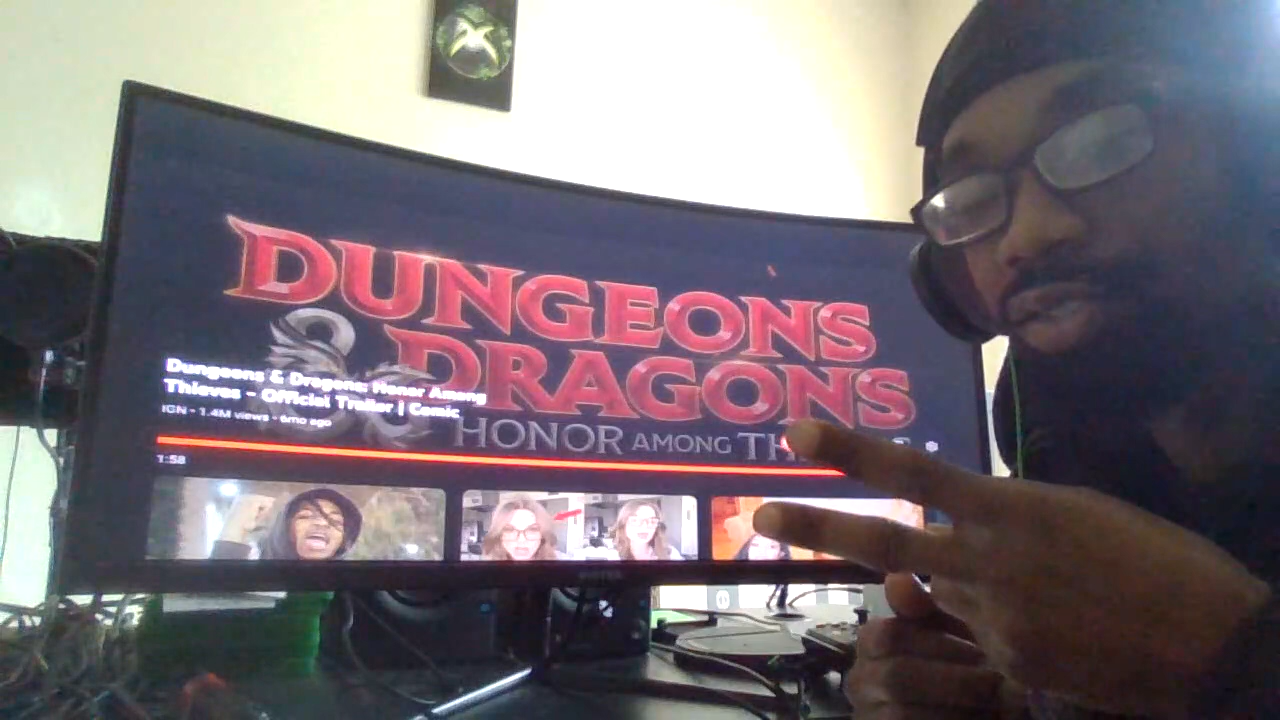 DUNGEONS
& DRAGONS
HONOR AMONG TH
Dungeons & Dragons: Honor Among
Thieves - Official Trailer | Comic
IGN • 1.4M views • 6mo ago
1:58